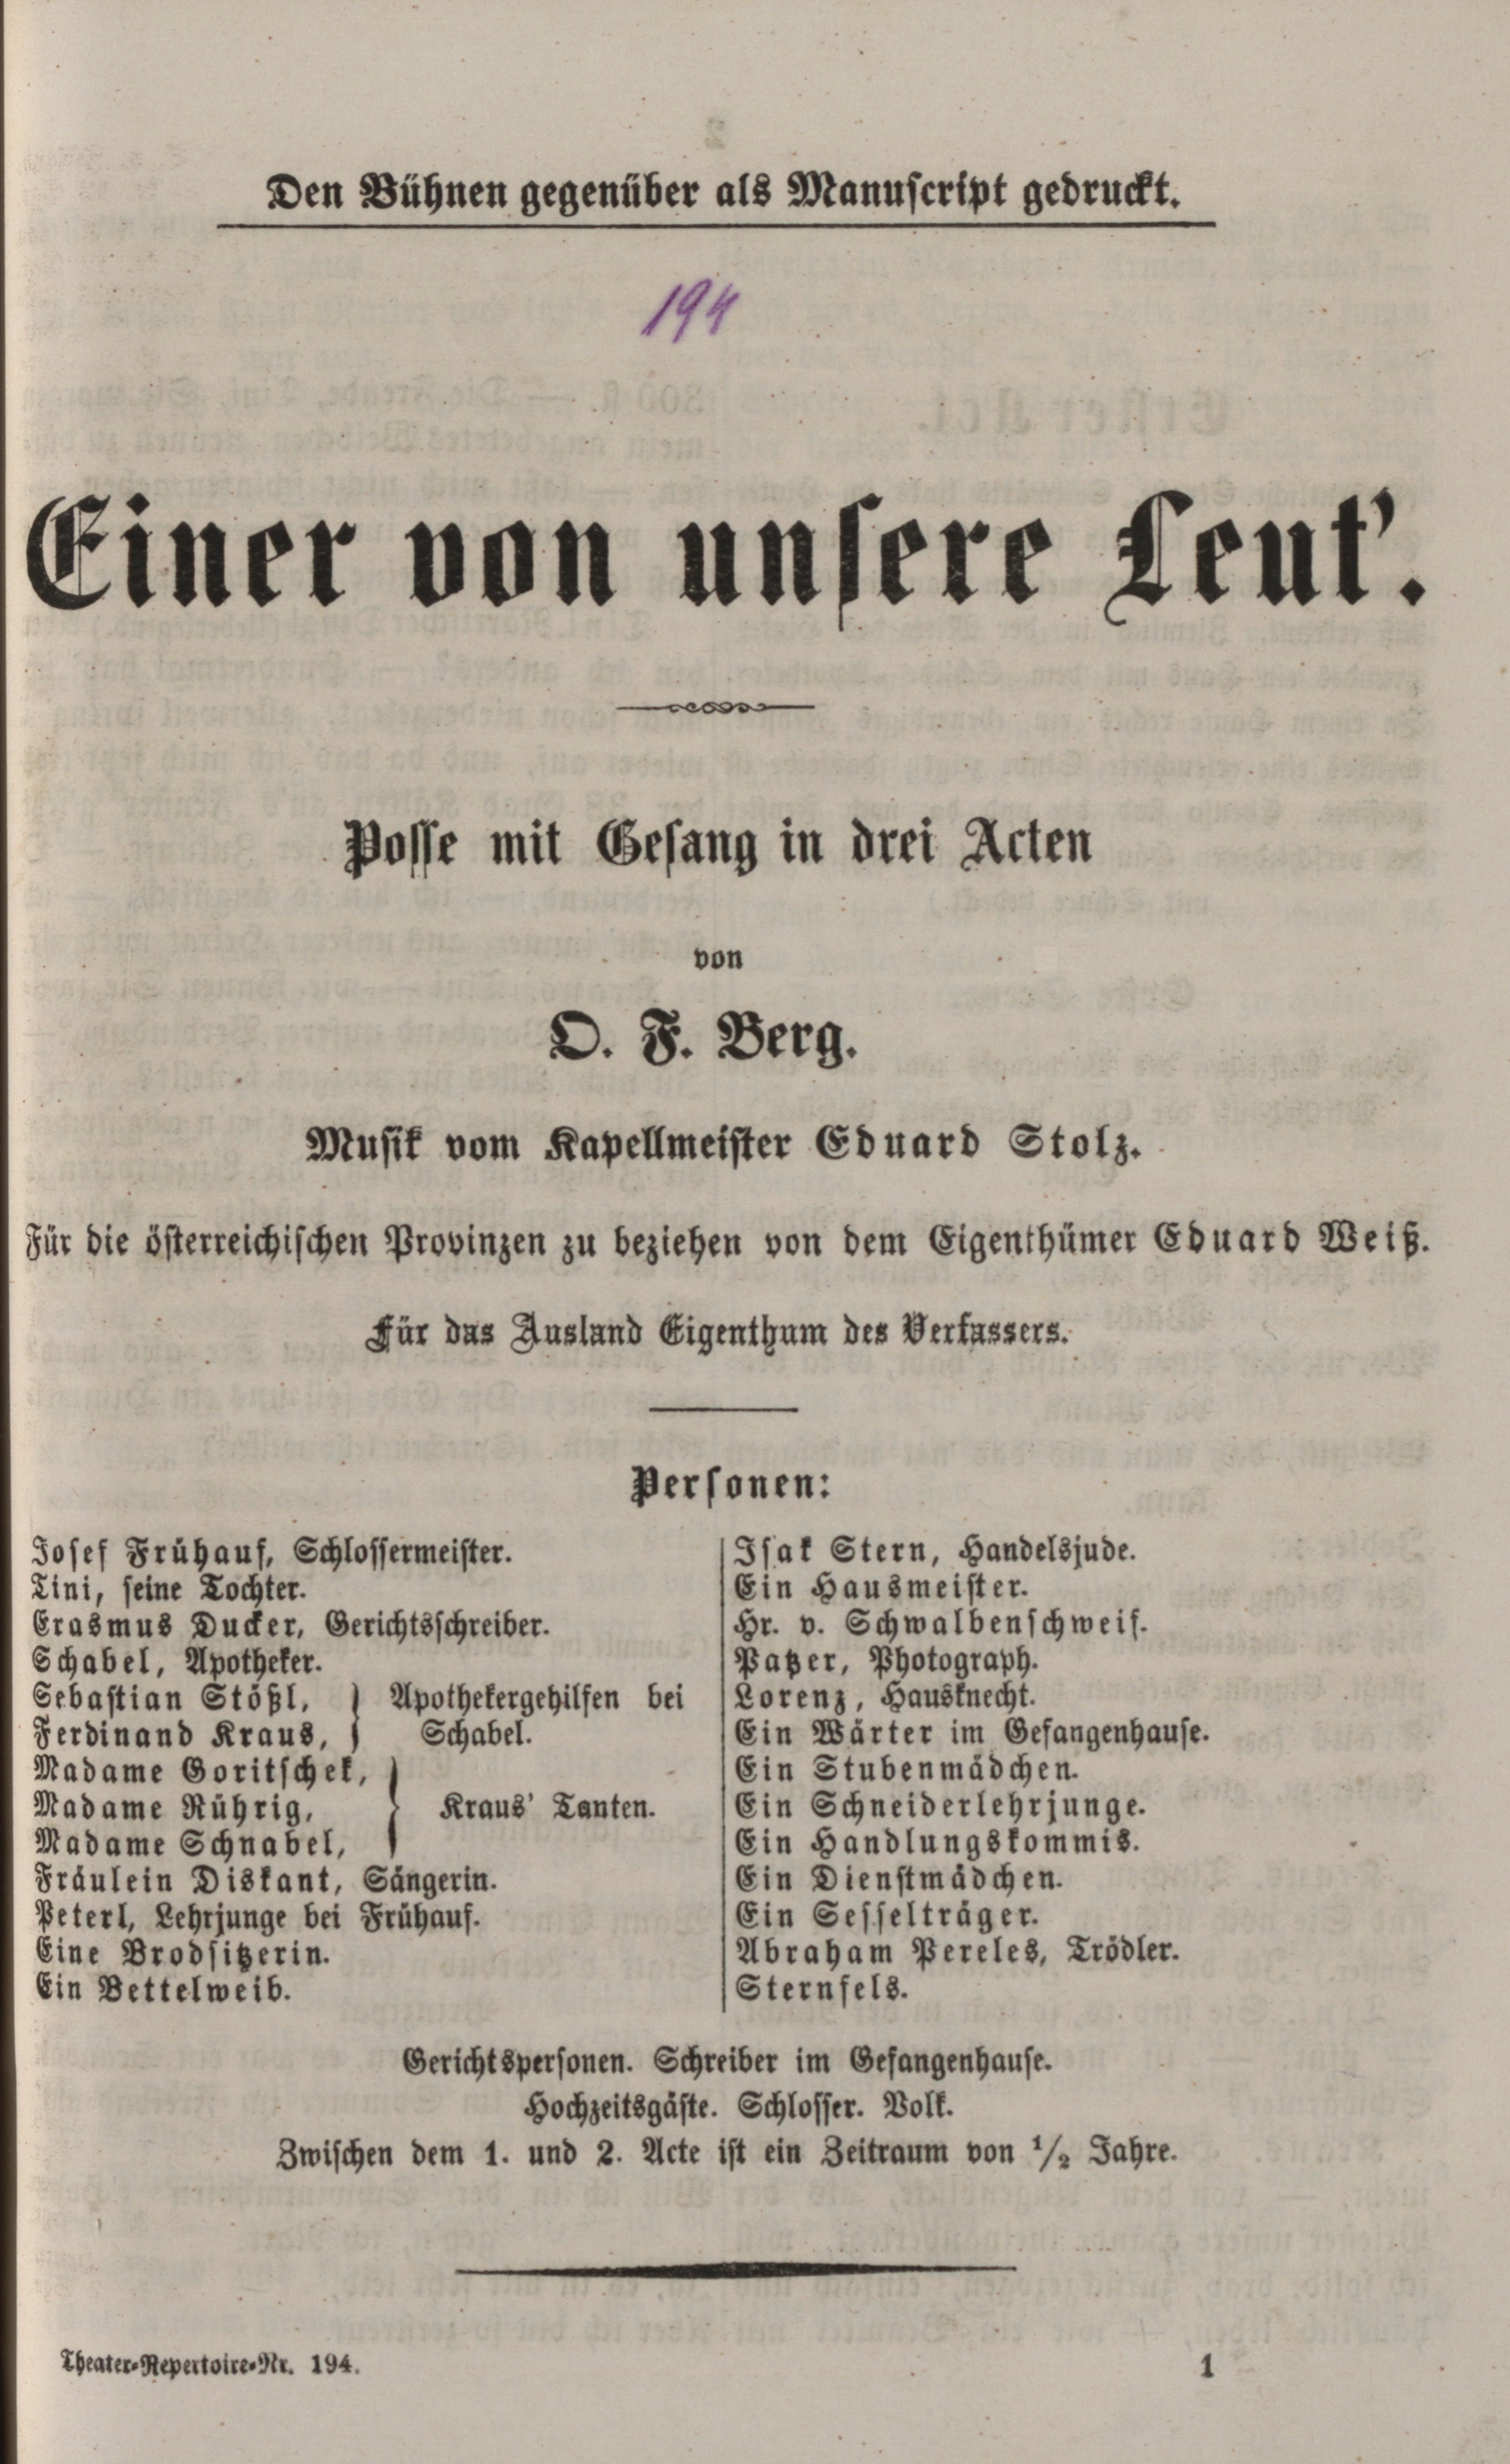 Den Bühnen gegenüber als Manuscript gedruckt.
194
Einer von unsere Leut'.
Posse mit Gesang in drei Acten
von
O. F. Berg.
Musik vom Kapellmeister Eduard Stolz.
Für die österreichischen Provinzen zu beziehen von dem Eigenthümer Eduard Weiß.
Für das Ausland Eigenthum des Verfassers.
Personen:
Josef Frühauf, Schlossermeister.
Tini, seine Tochter.
Erasmus Ducker, Gerichtsschreiber.
Schabel, Apotheker.
Sebastian Stößl, } Apothekergehilfen bei
Ferdinand Kraus, } Schabel.
Madame Goritschek,
Madame Rührig, } Kraus' Tanten.
Madame Schnabel,
Fräulein Diskant, Sängerin.
Peterl, Lehrjunge bei Frühauf.
Eine Brodsitzerin.
Ein Bettelweib.
Isak Stern, Handelsjude.
Ein Hausmeister.
Hr. v. Schwalbenschweif.
Patzer, Photograph.
Lorenz, Hausknecht.
Ein Wärter im Gefangenhause.
Ein Stubenmädchen.
Ein Schneiderlehrjunge.
Ein Handlungskommis.
Ein Dienstmädchen.
Ein Sesselträger.
Abraham Pereles, Trödler.
Sternfels.
Gerichtspersonen. Schreiber im Gefangenhause.
Hochzeitsgäste. Schlosser. Volk.
Zwischen dem 1. und 2. Acte ist ein Zeitraum von 1/2 Jahre.
Theater-Repertoire-Nr. 194.
1